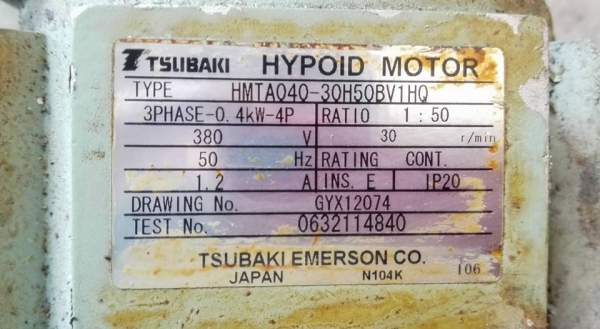 TSUBAKI HYPOID MOTOR
TYPE HMTA040-30H50BV1HQ
3PHASE-0.4kW-4P RATIO 1:50
380 V 30 r/min
50 Hz RATING CONT.
1.2 A INS. E IP20
DRAWING No. GYX12074
TEST No. 0632114840
TSUBAKI EMERSON CO.
JAPAN N104K 106